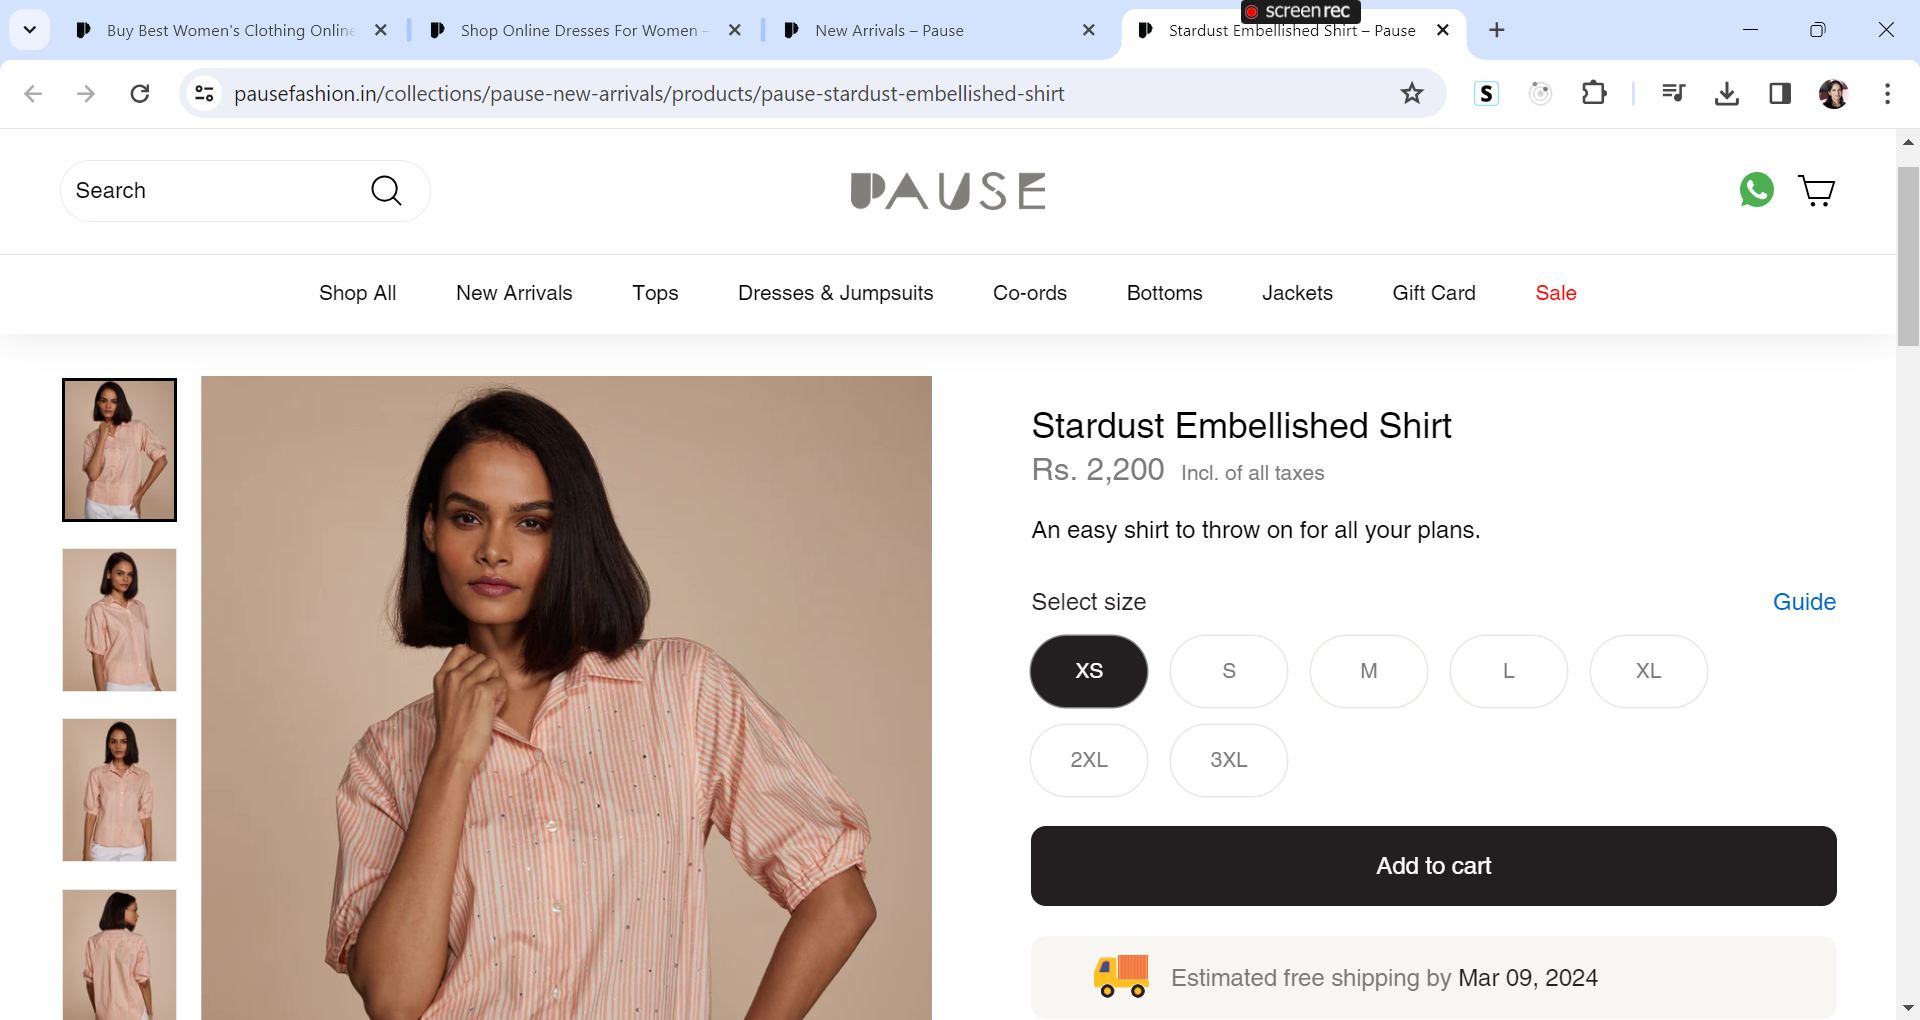 screenrec
Buy Best Women's Clothing Online
Shop Online Dresses For Women -
New Arrivals – Pause
Stardust Embellished Shirt – Pause
pausefashion.in/collections/pause-new-arrivals/products/pause-stardust-embellished-shirt
S
Search
PAUSE
Shop All
New Arrivals
Tops
Dresses & Jumpsuits
Co-ords
Bottoms
Jackets
Gift Card
Sale
Stardust Embellished Shirt
Rs. 2,200 Incl. of all taxes
An easy shirt to throw on for all your plans.
Select size
Guide
XS S M L XL
2XL 3XL
Add to cart
Estimated free shipping by Mar 09, 2024